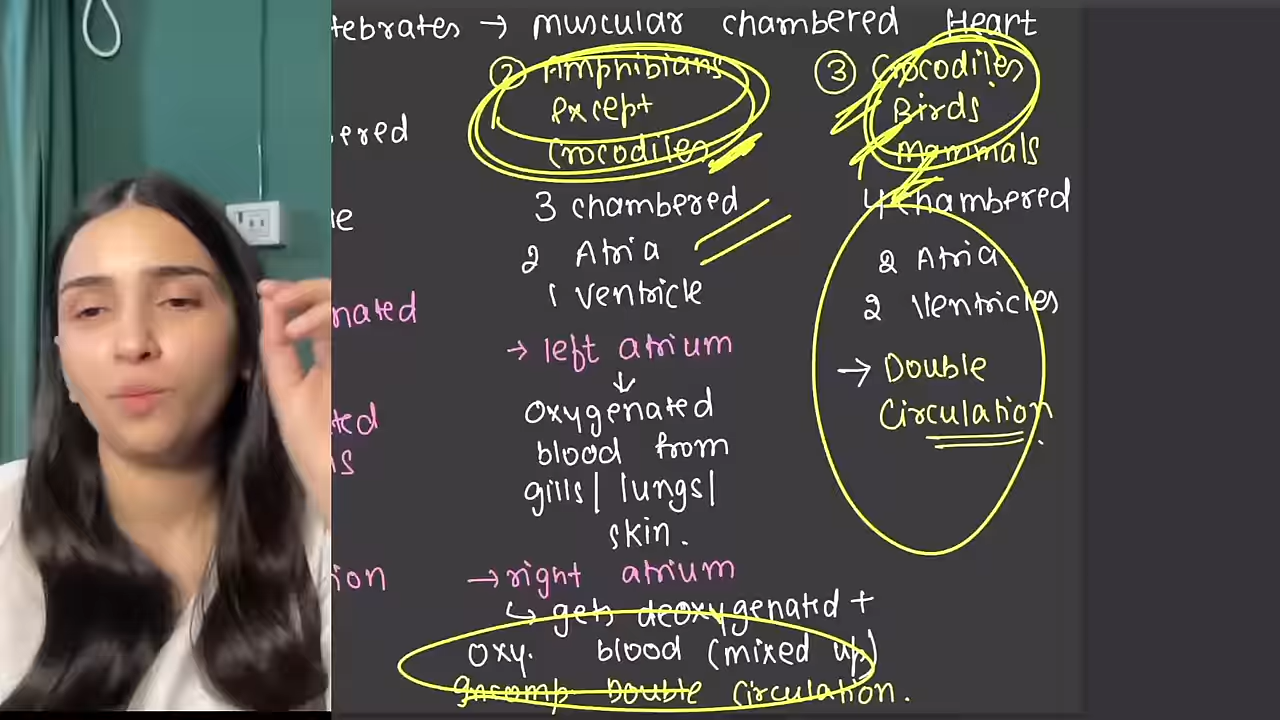 tebrates → muscular chambered Heart
② Amphibians
except
crocodiles
3 chambered
2 Atria
1 ventricle
→ left atrium
↓
oxygenated
blood from
gills/ lungs/
skin.
→ right atrium
↳ gets deoxygenated +
oxy. blood (mixed up)
incomp Double circulation.
③ Crocodiles
Birds
Mammals
4 chambered
2 Atria
2 Ventricles
→ Double
Circulation
ered
nated
ted
ion